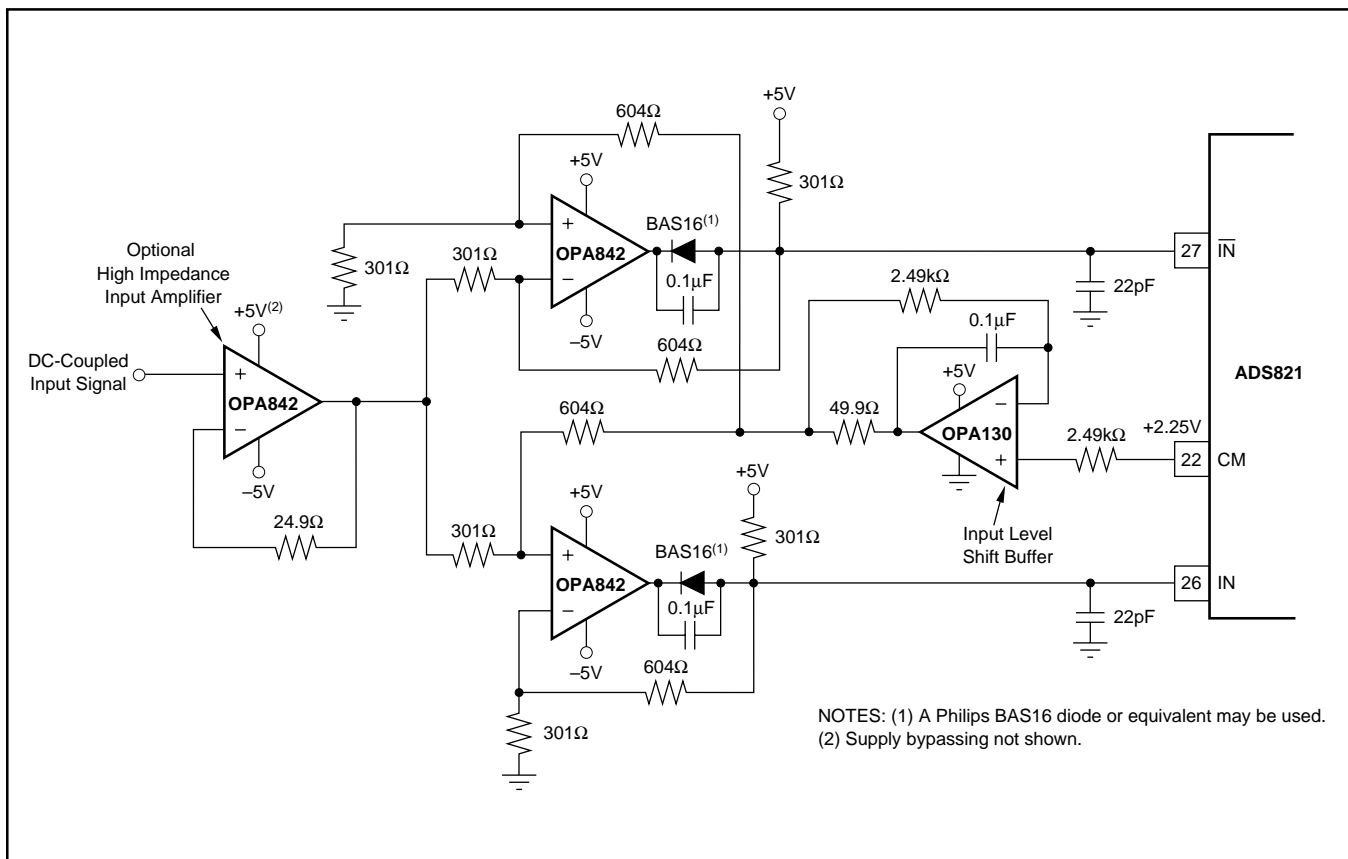 604Ω
+5V
+5V
301Ω
+
OPA842
−
–5V
BAS16(1)
0.1µF
301Ω
301Ω
604Ω
Optional
High Impedance
Input Amplifier
+5V(2)
DC-Coupled
Input Signal
+
OPA842
−
–5V
24.9Ω
27
IN
22pF
2.49kΩ
0.1µF
+5V
−
OPA130
+
49.9Ω
2.49kΩ
+2.25V
22
CM
ADS821
Input Level
Shift Buffer
604Ω
+5V
+5V
301Ω
301Ω
+
OPA842
−
–5V
BAS16(1)
0.1µF
604Ω
301Ω
26
IN
22pF
NOTES: (1) A Philips BAS16 diode or equivalent may be used.
(2) Supply bypassing not shown.